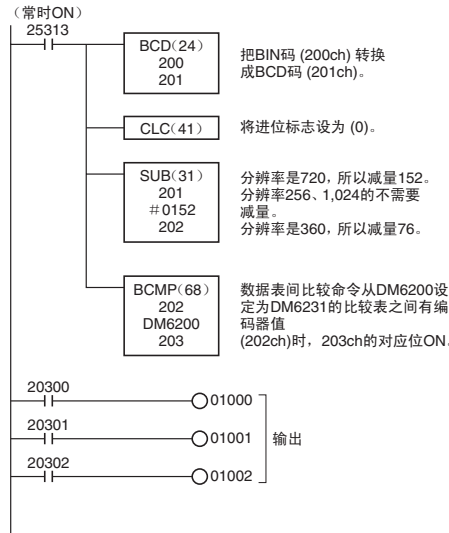 （常时ON）
25313
BCD(24)
200
201
把BIN码 (200ch) 转换
成BCD码 (201ch)。
CLC(41)
将进位标志设为 (0)。
SUB(31)
201
#0152
202
分辨率是720，所以减量152。
分辨率256、1,024的不需要
减量。
分辨率是360，所以减量76。
BCMP(68)
202
DM6200
203
数据表间比较命令从DM6200设
定为DM6231的比较表之间有编
码器值
(202ch)时，203ch的对应位ON。
20300
01000
20301
01001
输出
20302
01002